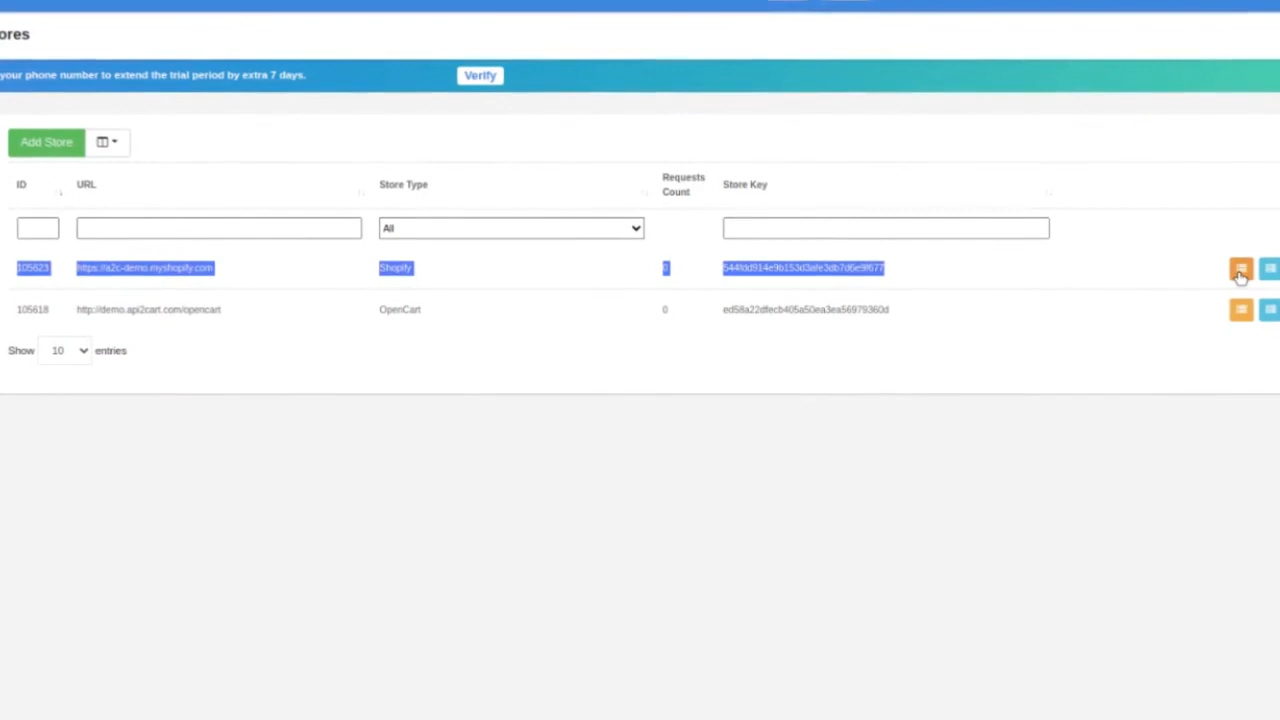 ores
your phone number to extend the trial period by extra 7 days. Verify
Add Store
ID URL Store Type Requests Count Store Key
All
105623 https://a2c-demo.myshopify.com Shopify 0
105618 http://demo.api2cart.com/opencart OpenCart 0 ed58a22dfecb405a50ea3ea56979360d
Show 10 entries